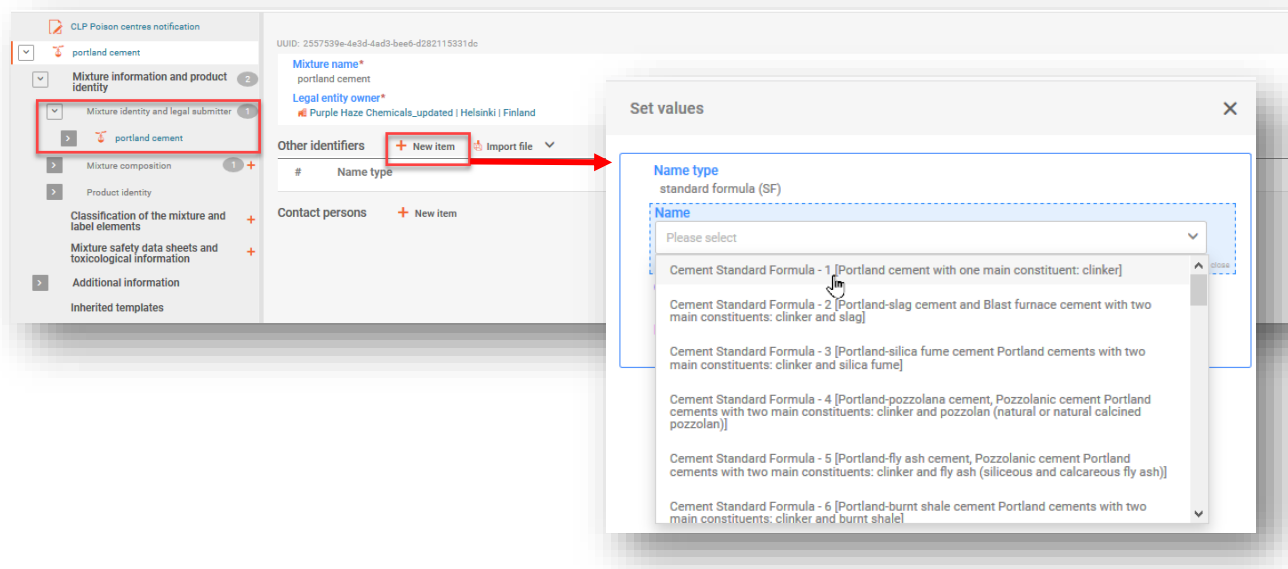 CLP Poison centres notification
portland cement
Mixture information and product
identity
2
Mixture identity and legal submitter
1
portland cement
Mixture composition
1
+
Product identity
Classification of the mixture and
label elements
+
Mixture safety data sheets and
toxicological information
+
Additional information
Inherited templates
UUID: 2557539e-4e3d-4ad3-bee6-d282115331dc
Mixture name*
portland cement
Legal entity owner*
Purple Haze Chemicals_updated | Helsinki | Finland
Other identifiers
+ New item
Import file
# Name type
Contact persons
+ New item
Set values
Name type
standard formula (SF)
Name
Please select
close
Cement Standard Formula - 1 [Portland cement with one main constituent: clinker]
Cement Standard Formula - 2 [Portland-slag cement and Blast furnace cement with two
main constituents: clinker and slag]
Cement Standard Formula - 3 [Portland-silica fume cement Portland cements with two
main constituents: clinker and silica fume]
Cement Standard Formula - 4 [Portland-pozzolana cement, Pozzolanic cement Portland
cements with two main constituents: clinker and pozzolan (natural or natural calcined
pozzolan)]
Cement Standard Formula - 5 [Portland-fly ash cement, Pozzolanic cement Portland
cements with two main constituents: clinker and fly ash (siliceous and calcareous fly ash)]
Cement Standard Formula - 6 [Portland-burnt shale cement Portland cements with two
main constituents: clinker and burnt shale]